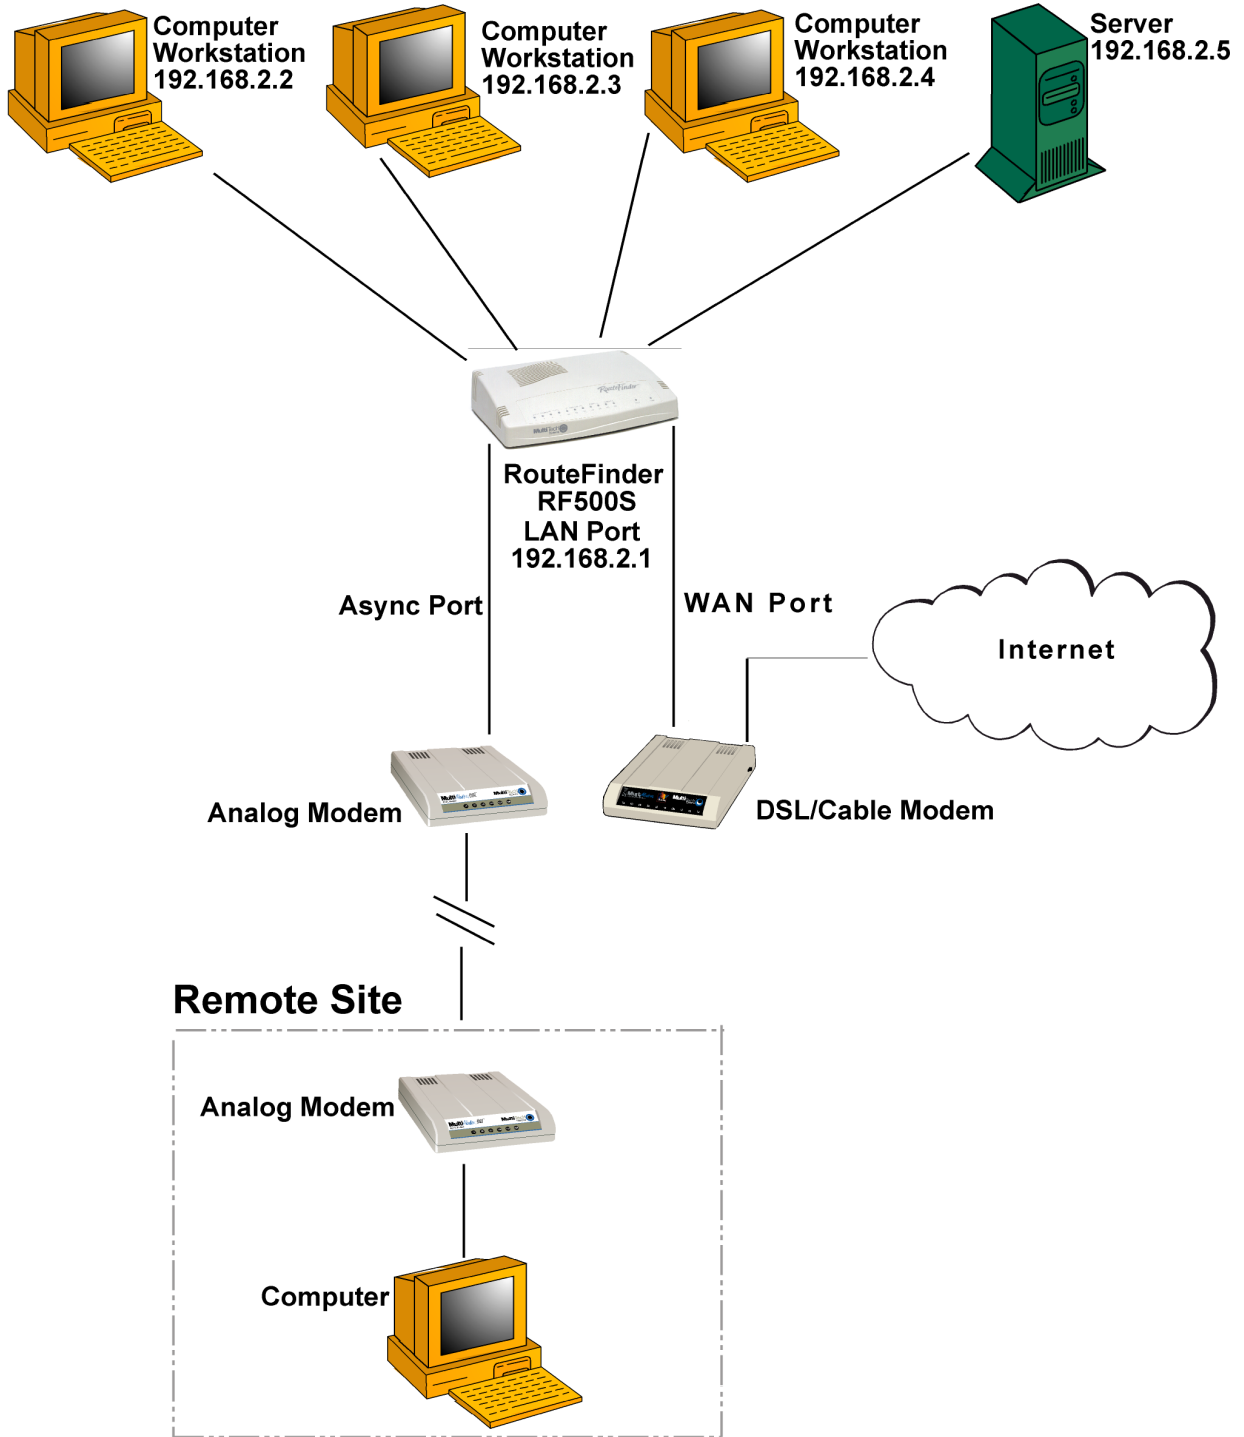 Computer
Workstation
192.168.2.2
Computer
Workstation
192.168.2.3
Computer
Workstation
192.168.2.4
Server
192.168.2.5
RouteFinder
MultiTech
RouteFinder
RF500S
LAN Port
192.168.2.1
Async Port
WAN Port
Internet
Analog Modem
DSL/Cable Modem
Remote Site
Analog Modem
Computer